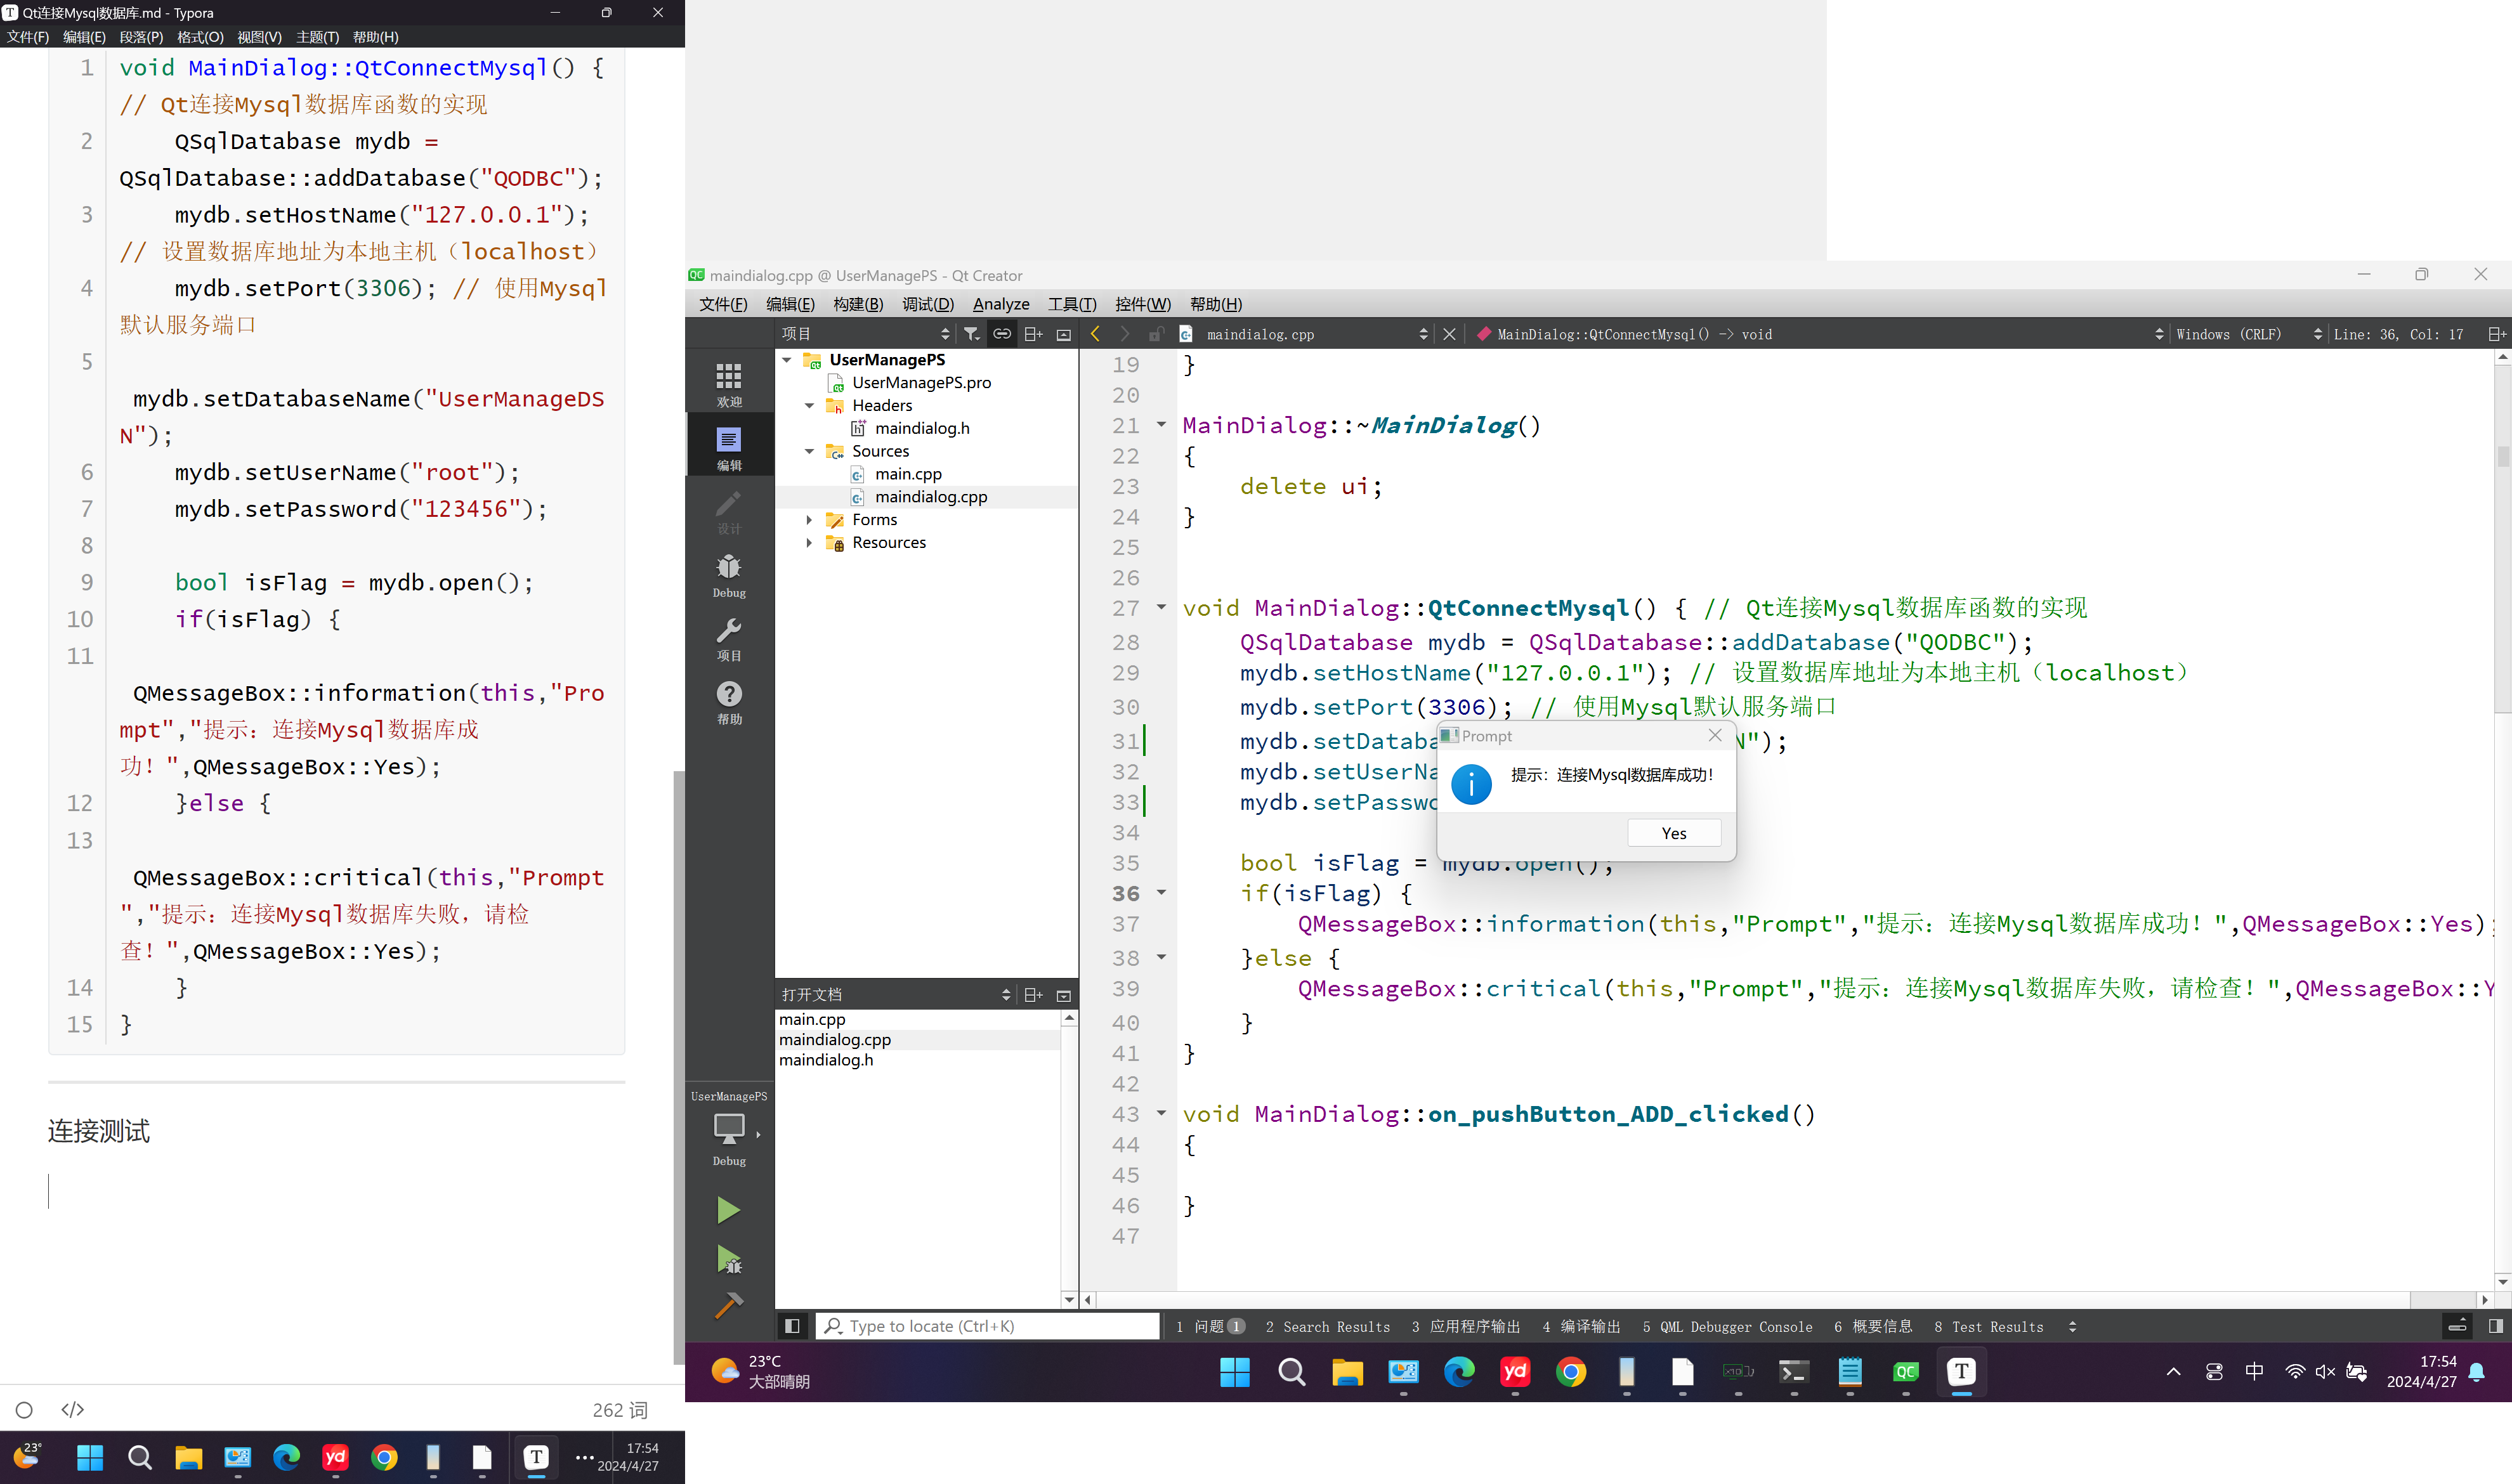 Qt连接Mysql数据库.md - Typora
文件(F) 编辑(E) 段落(P) 格式(O) 视图(V) 主题(T) 帮助(H)
1 void MainDialog::QtConnectMysql() {
// Qt连接Mysql数据库函数的实现
2 QSqlDatabase mydb =
QSqlDatabase::addDatabase("QODBC");
3 mydb.setHostName("127.0.0.1");
// 设置数据库地址为本地主机（localhost）
4 mydb.setPort(3306); // 使用Mysql
默认服务端口
5
mydb.setDatabaseName("UserManageDS
N");
6 mydb.setUserName("root");
7 mydb.setPassword("123456");
8
9 bool isFlag = mydb.open();
10 if(isFlag) {
11
QMessageBox::information(this,"Pro
mpt","提示：连接Mysql数据库成
功！",QMessageBox::Yes);
12 }else {
13
QMessageBox::critical(this,"Prompt
","提示：连接Mysql数据库失败，请检
查！",QMessageBox::Yes);
14 }
15 }
连接测试
262 词
23°
17:54
2024/4/27
maindialog.cpp @ UserManagePS - Qt Creator
文件(F) 编辑(E) 构建(B) 调试(D) Analyze 工具(T) 控件(W) 帮助(H)
项目
maindialog.cpp
MainDialog::QtConnectMysql() -> void
Windows (CRLF)
Line: 36, Col: 17
欢迎
编辑
设计
Debug
项目
帮助
UserManagePS
Debug
UserManagePS
UserManagePS.pro
Headers
maindialog.h
Sources
main.cpp
maindialog.cpp
Forms
Resources
打开文档
main.cpp
maindialog.cpp
maindialog.h
19 }
20
21 MainDialog::~MainDialog()
22 {
23 delete ui;
24 }
25
26
27 void MainDialog::QtConnectMysql() { // Qt连接Mysql数据库函数的实现
28 QSqlDatabase mydb = QSqlDatabase::addDatabase("QODBC");
29 mydb.setHostName("127.0.0.1"); // 设置数据库地址为本地主机（localhost）
30 mydb.setPort(3306); // 使用Mysql默认服务端口
31 mydb.setDataba N");
32 mydb.setUserNa
33 mydb.setPasswo
34
35 bool isFlag = mydb.open();
36 if(isFlag) {
37 QMessageBox::information(this,"Prompt","提示：连接Mysql数据库成功！",QMessageBox::Yes);
38 }else {
39 QMessageBox::critical(this,"Prompt","提示：连接Mysql数据库失败，请检查！",QMessageBox::Y
40 }
41 }
42
43 void MainDialog::on_pushButton_ADD_clicked()
44 {
45
46 }
47
Prompt
提示：连接Mysql数据库成功!
Yes
Type to locate (Ctrl+K)
1 问题 1 2 Search Results 3 应用程序输出 4 编译输出 5 QML Debugger Console 6 概要信息 8 Test Results
23°C
大部晴朗
中
17:54
2024/4/27